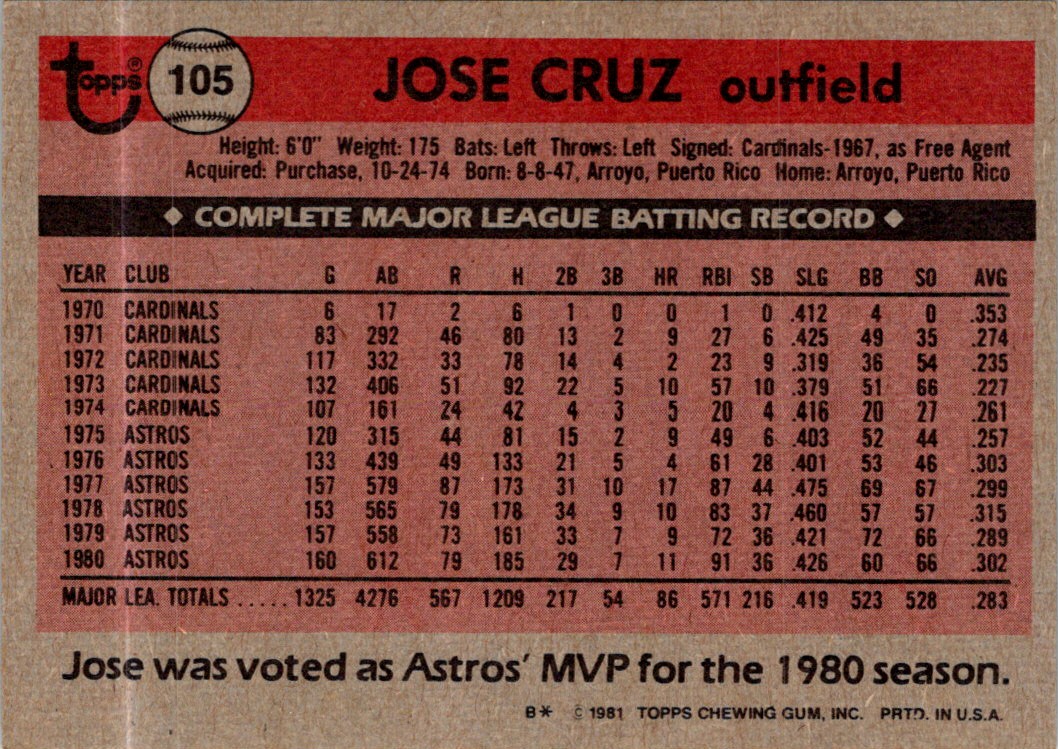 Topps® 105 JOSE CRUZ outfield
Height: 6'0" Weight: 175 Bats: Left Throws: Left Signed: Cardinals-1967, as Free Agent
Acquired: Purchase, 10-24-74 Born: 8-8-47, Arroyo, Puerto Rico Home: Arroyo, Puerto Rico
◆ COMPLETE MAJOR LEAGUE BATTING RECORD ◆
YEAR CLUB G AB R H 2B 3B HR RBI SB SLG BB SO AVG
1970 CARDINALS 6 17 2 6 1 0 0 1 0 .412 4 0 .353
1971 CARDINALS 83 292 46 80 13 2 9 27 6 .425 49 35 .274
1972 CARDINALS 117 332 33 78 14 4 2 23 9 .319 36 54 .235
1973 CARDINALS 132 406 51 92 22 5 10 57 10 .379 51 66 .227
1974 CARDINALS 107 161 24 42 4 3 5 20 4 .416 20 27 .261
1975 ASTROS 120 315 44 81 15 2 9 49 6 .403 52 44 .257
1976 ASTROS 133 439 49 133 21 5 4 61 28 .401 53 46 .303
1977 ASTROS 157 579 87 173 31 10 17 87 44 .475 69 67 .299
1978 ASTROS 153 565 79 178 34 9 10 83 37 .460 57 57 .315
1979 ASTROS 157 558 73 161 33 7 9 72 36 .421 72 66 .289
1980 ASTROS 160 612 79 185 29 7 11 91 36 .426 60 66 .302
MAJOR LEA. TOTALS ..... 1325 4276 567 1209 217 54 86 571 216 .419 523 528 .283
Jose was voted as Astros' MVP for the 1980 season.
B* © 1981 TOPPS CHEWING GUM, INC. PRTD. IN U.S.A.